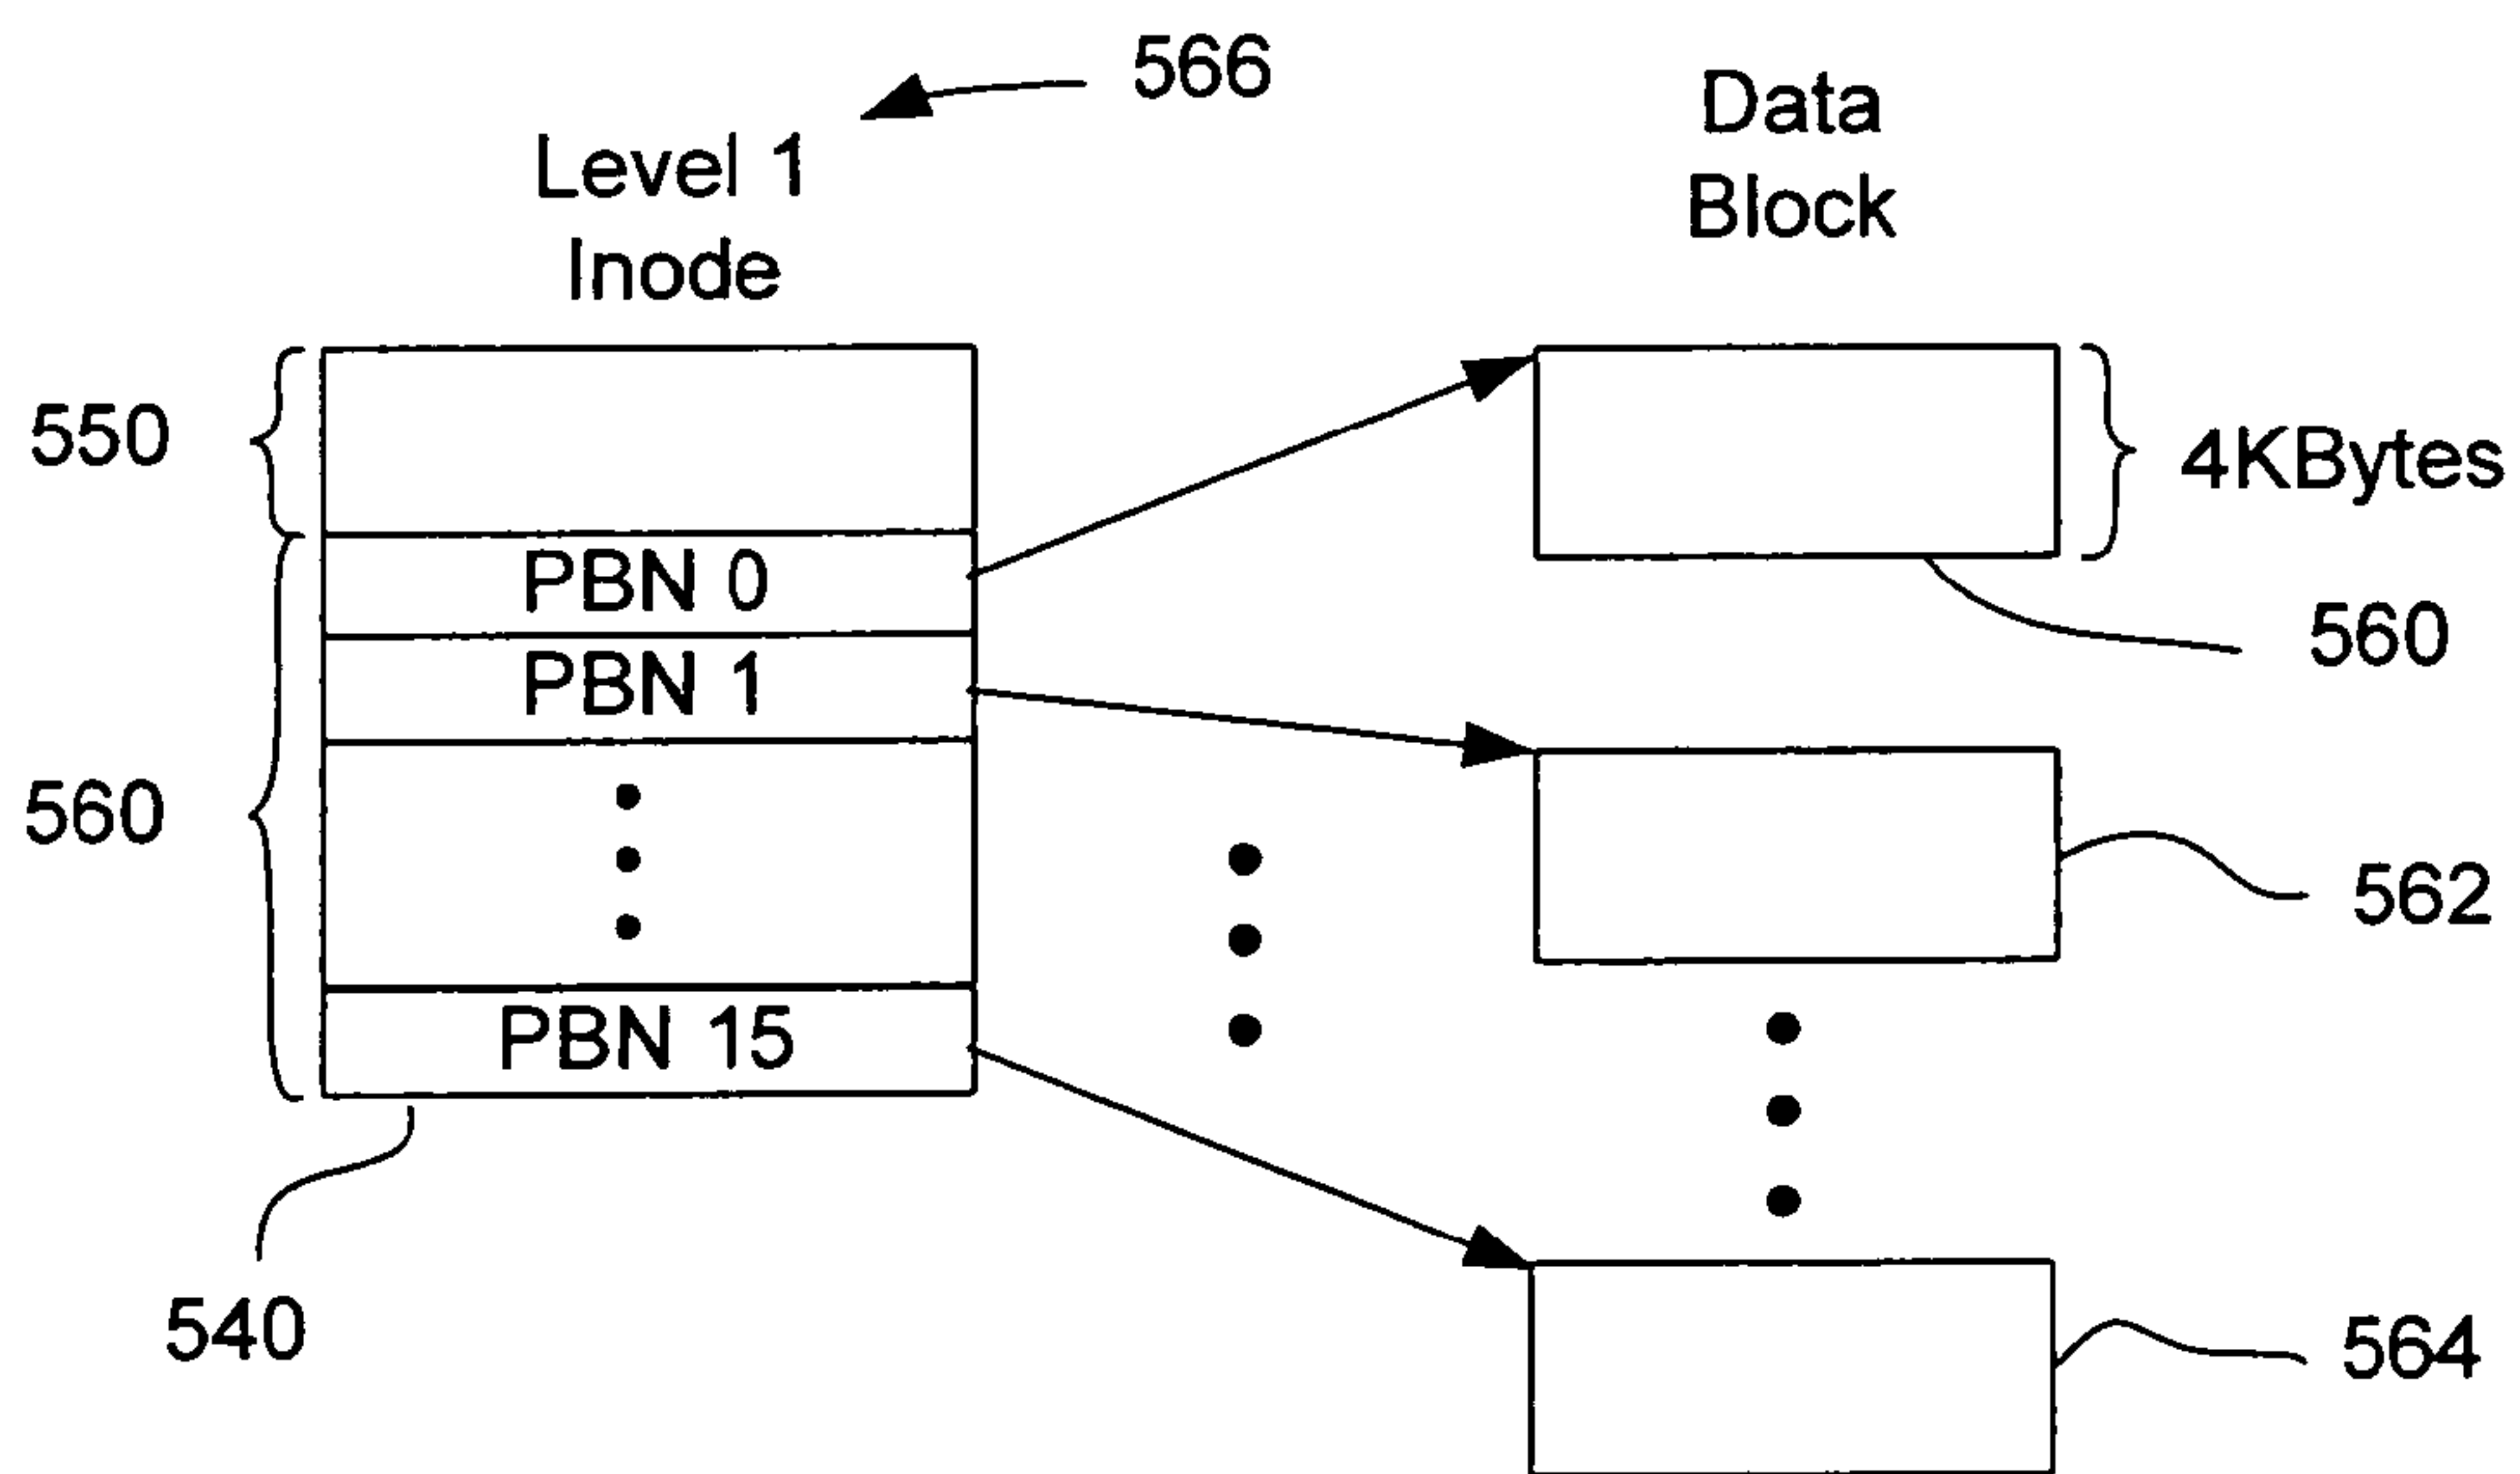 566
Level 1
Inode
Data
Block
550
4KBytes
PBN 0
560
PBN 1
560
562
PBN 15
540
564